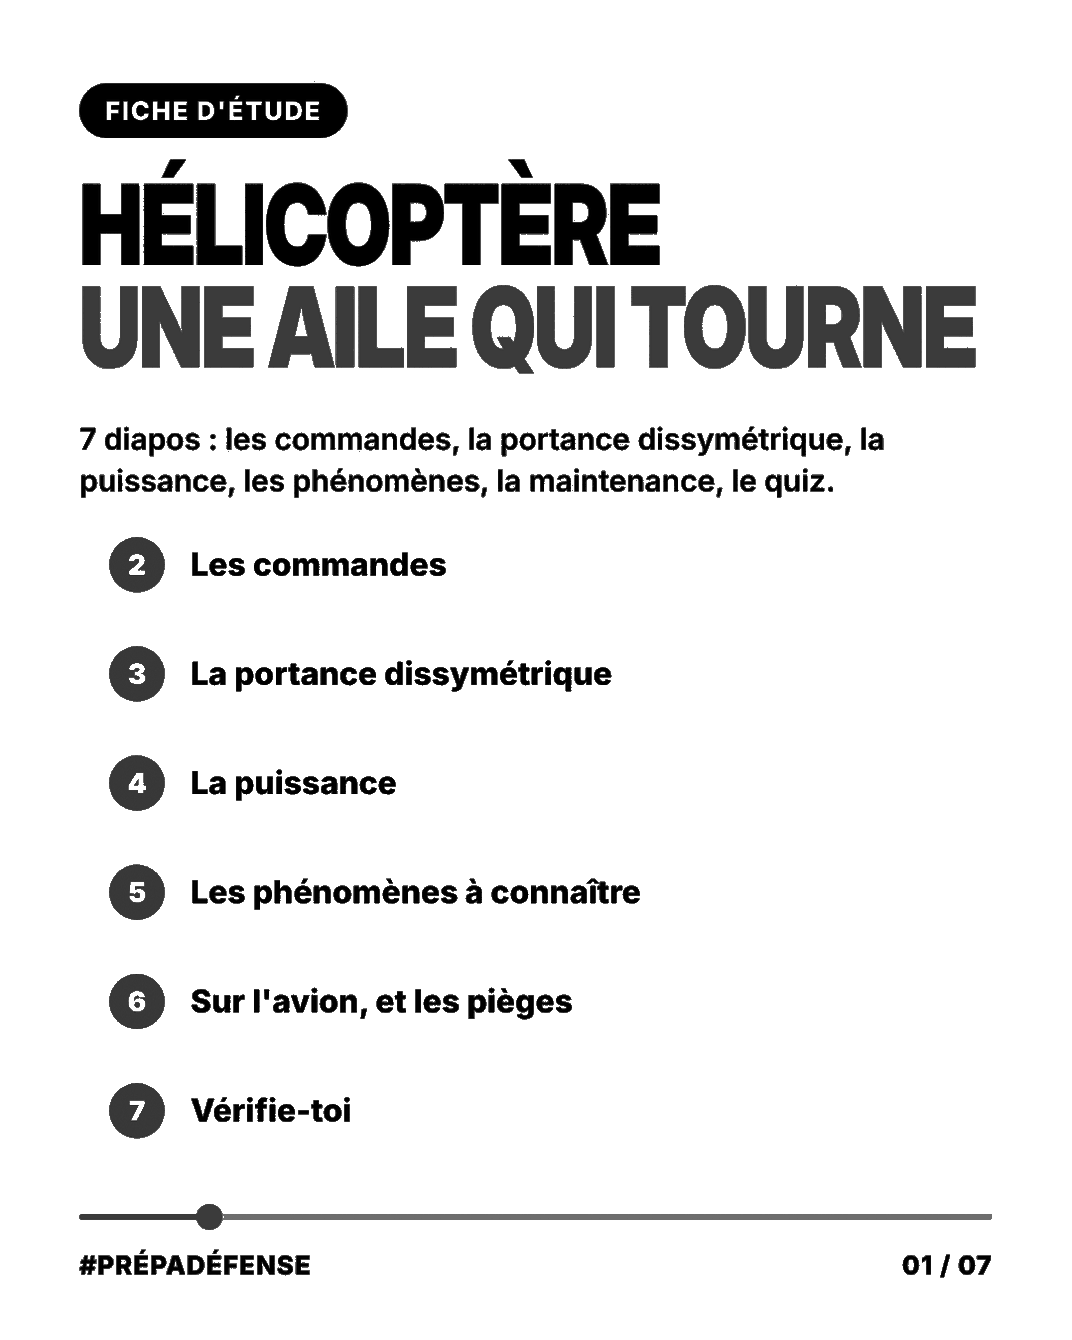 FICHE D'ÉTUDE
HÉLICOPTÈRE
UNE AILE QUI TOURNE
7 diapos : les commandes, la portance dissymétrique, la
puissance, les phénomènes, la maintenance, le quiz.
2 Les commandes
3 La portance dissymétrique
4 La puissance
5 Les phénomènes à connaître
6 Sur l'avion, et les pièges
7 Vérifie-toi
#PRÉPADÉFENSE 01 / 07